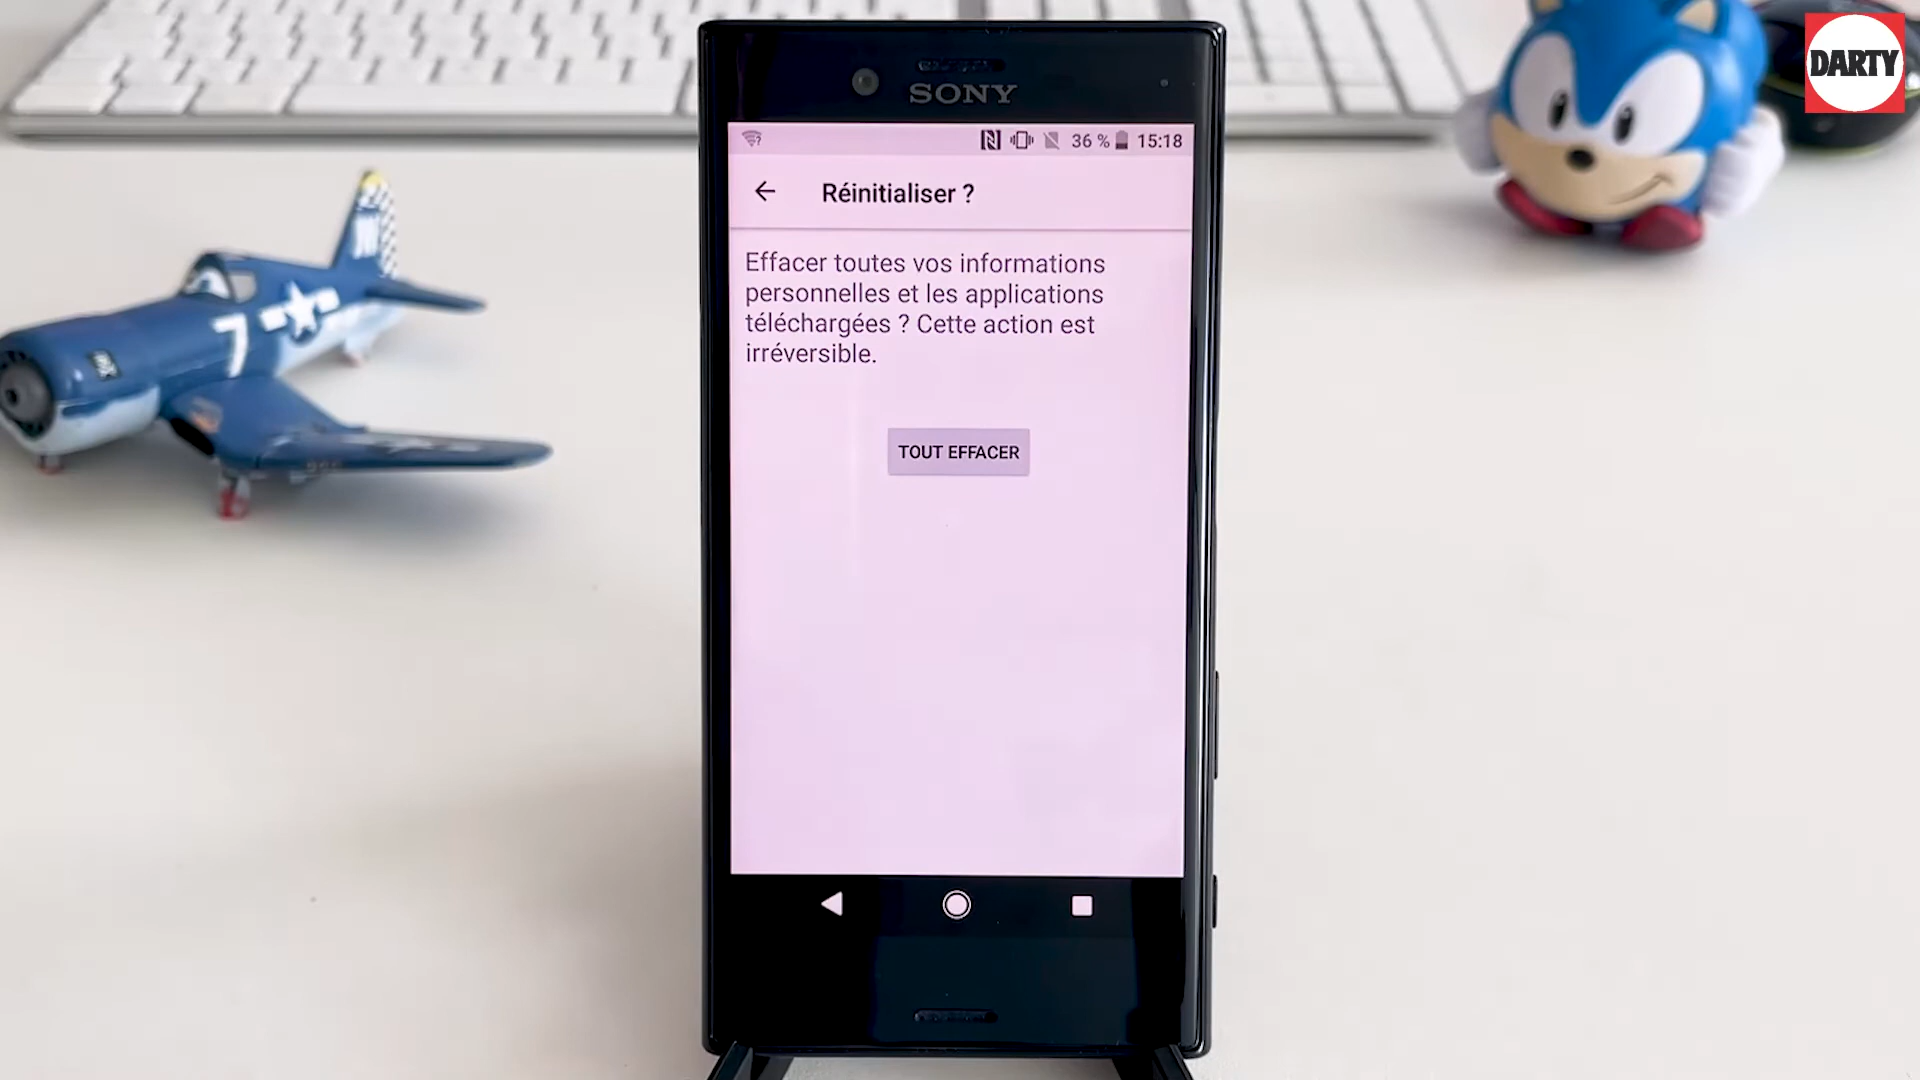 DARTY
SONY
36 % 15:18
Réinitialiser ?
Effacer toutes vos informations
personnelles et les applications
téléchargées ? Cette action est
irréversible.
TOUT EFFACER
7